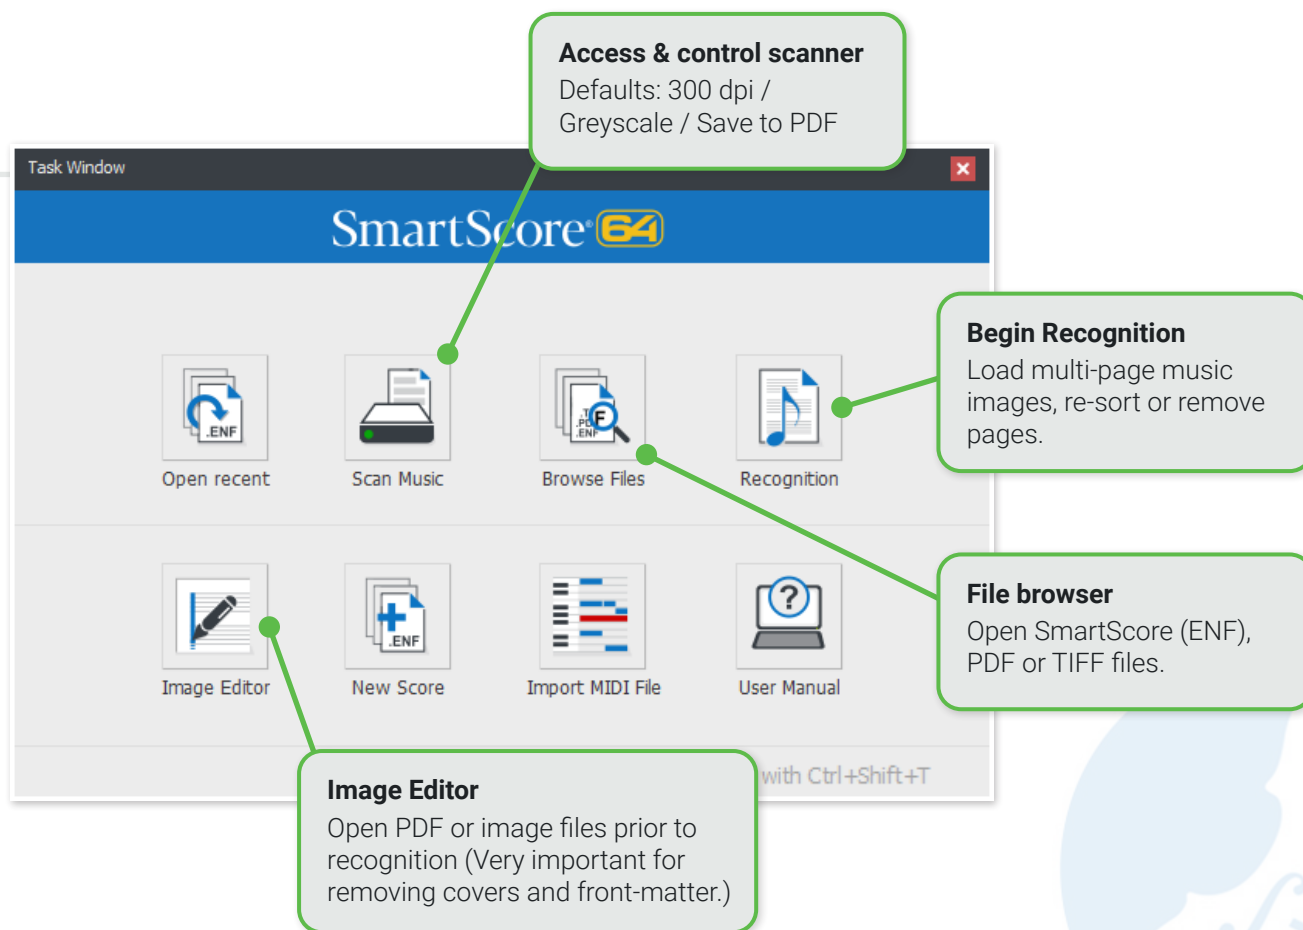 Access & control scanner
Defaults: 300 dpi /
Greyscale / Save to PDF
Task Window
SmartScore® 64
Begin Recognition
Load multi-page music
images, re-sort or remove
pages.
.ENF
.PDF
.ENF
F
Open recent
Scan Music
Browse Files
Recognition
File browser
Open SmartScore (ENF),
PDF or TIFF files.
.ENF
?
Image Editor
New Score
Import MIDI File
User Manual
with Ctrl+Shift+T
Image Editor
Open PDF or image files prior to
recognition (Very important for
removing covers and front-matter.)